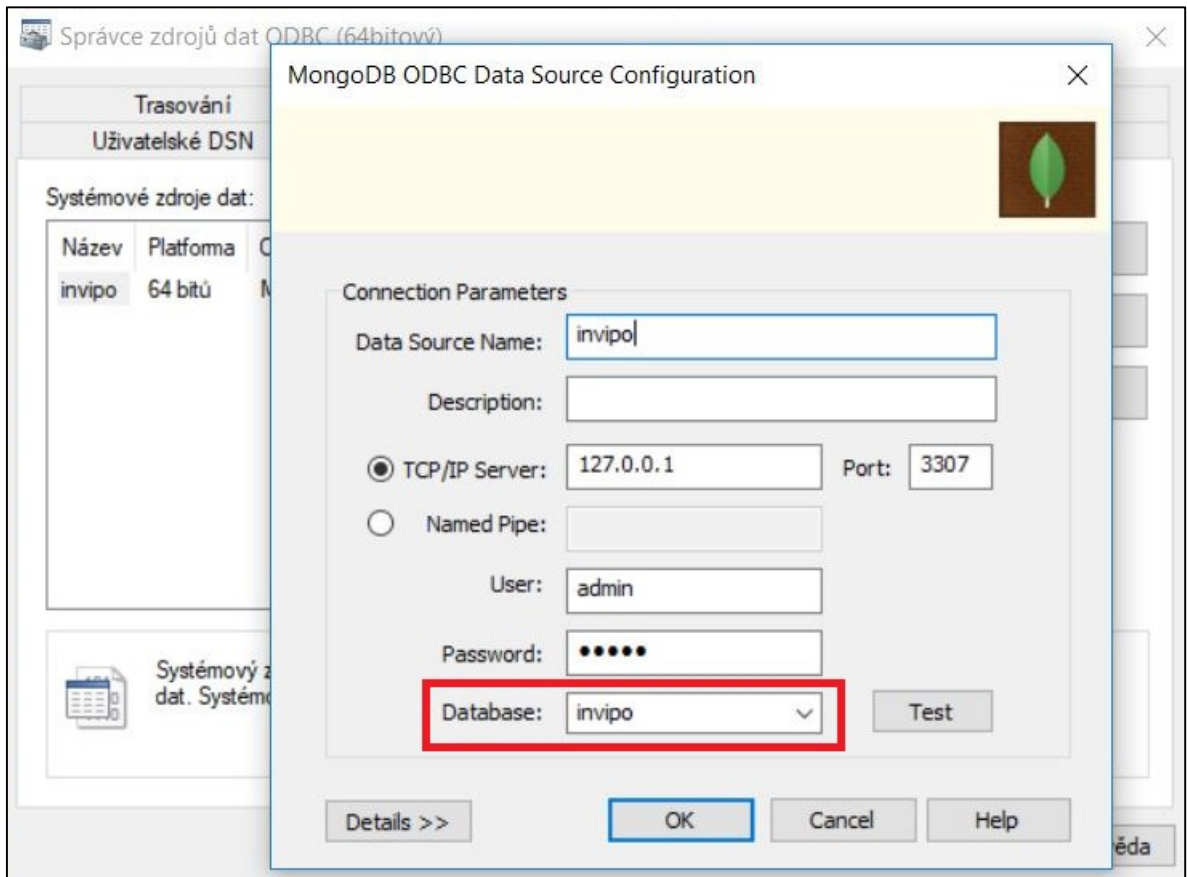 Správce zdrojů dat ODBC (64bitový)
MongoDB ODBC Data Source Configuration
Trasování
Uživatelské DSN
Systémové zdroje dat:
Název Platforma
invipo 64 bitů
Connection Parameters
Data Source Name: invipo
Description:
TCP/IP Server: 127.0.0.1 Port: 3307
Named Pipe:
User: admin
Password: •••••
Database: invipo Test
Systémový
dat. Systémo
Details >> OK Cancel Help
ěda